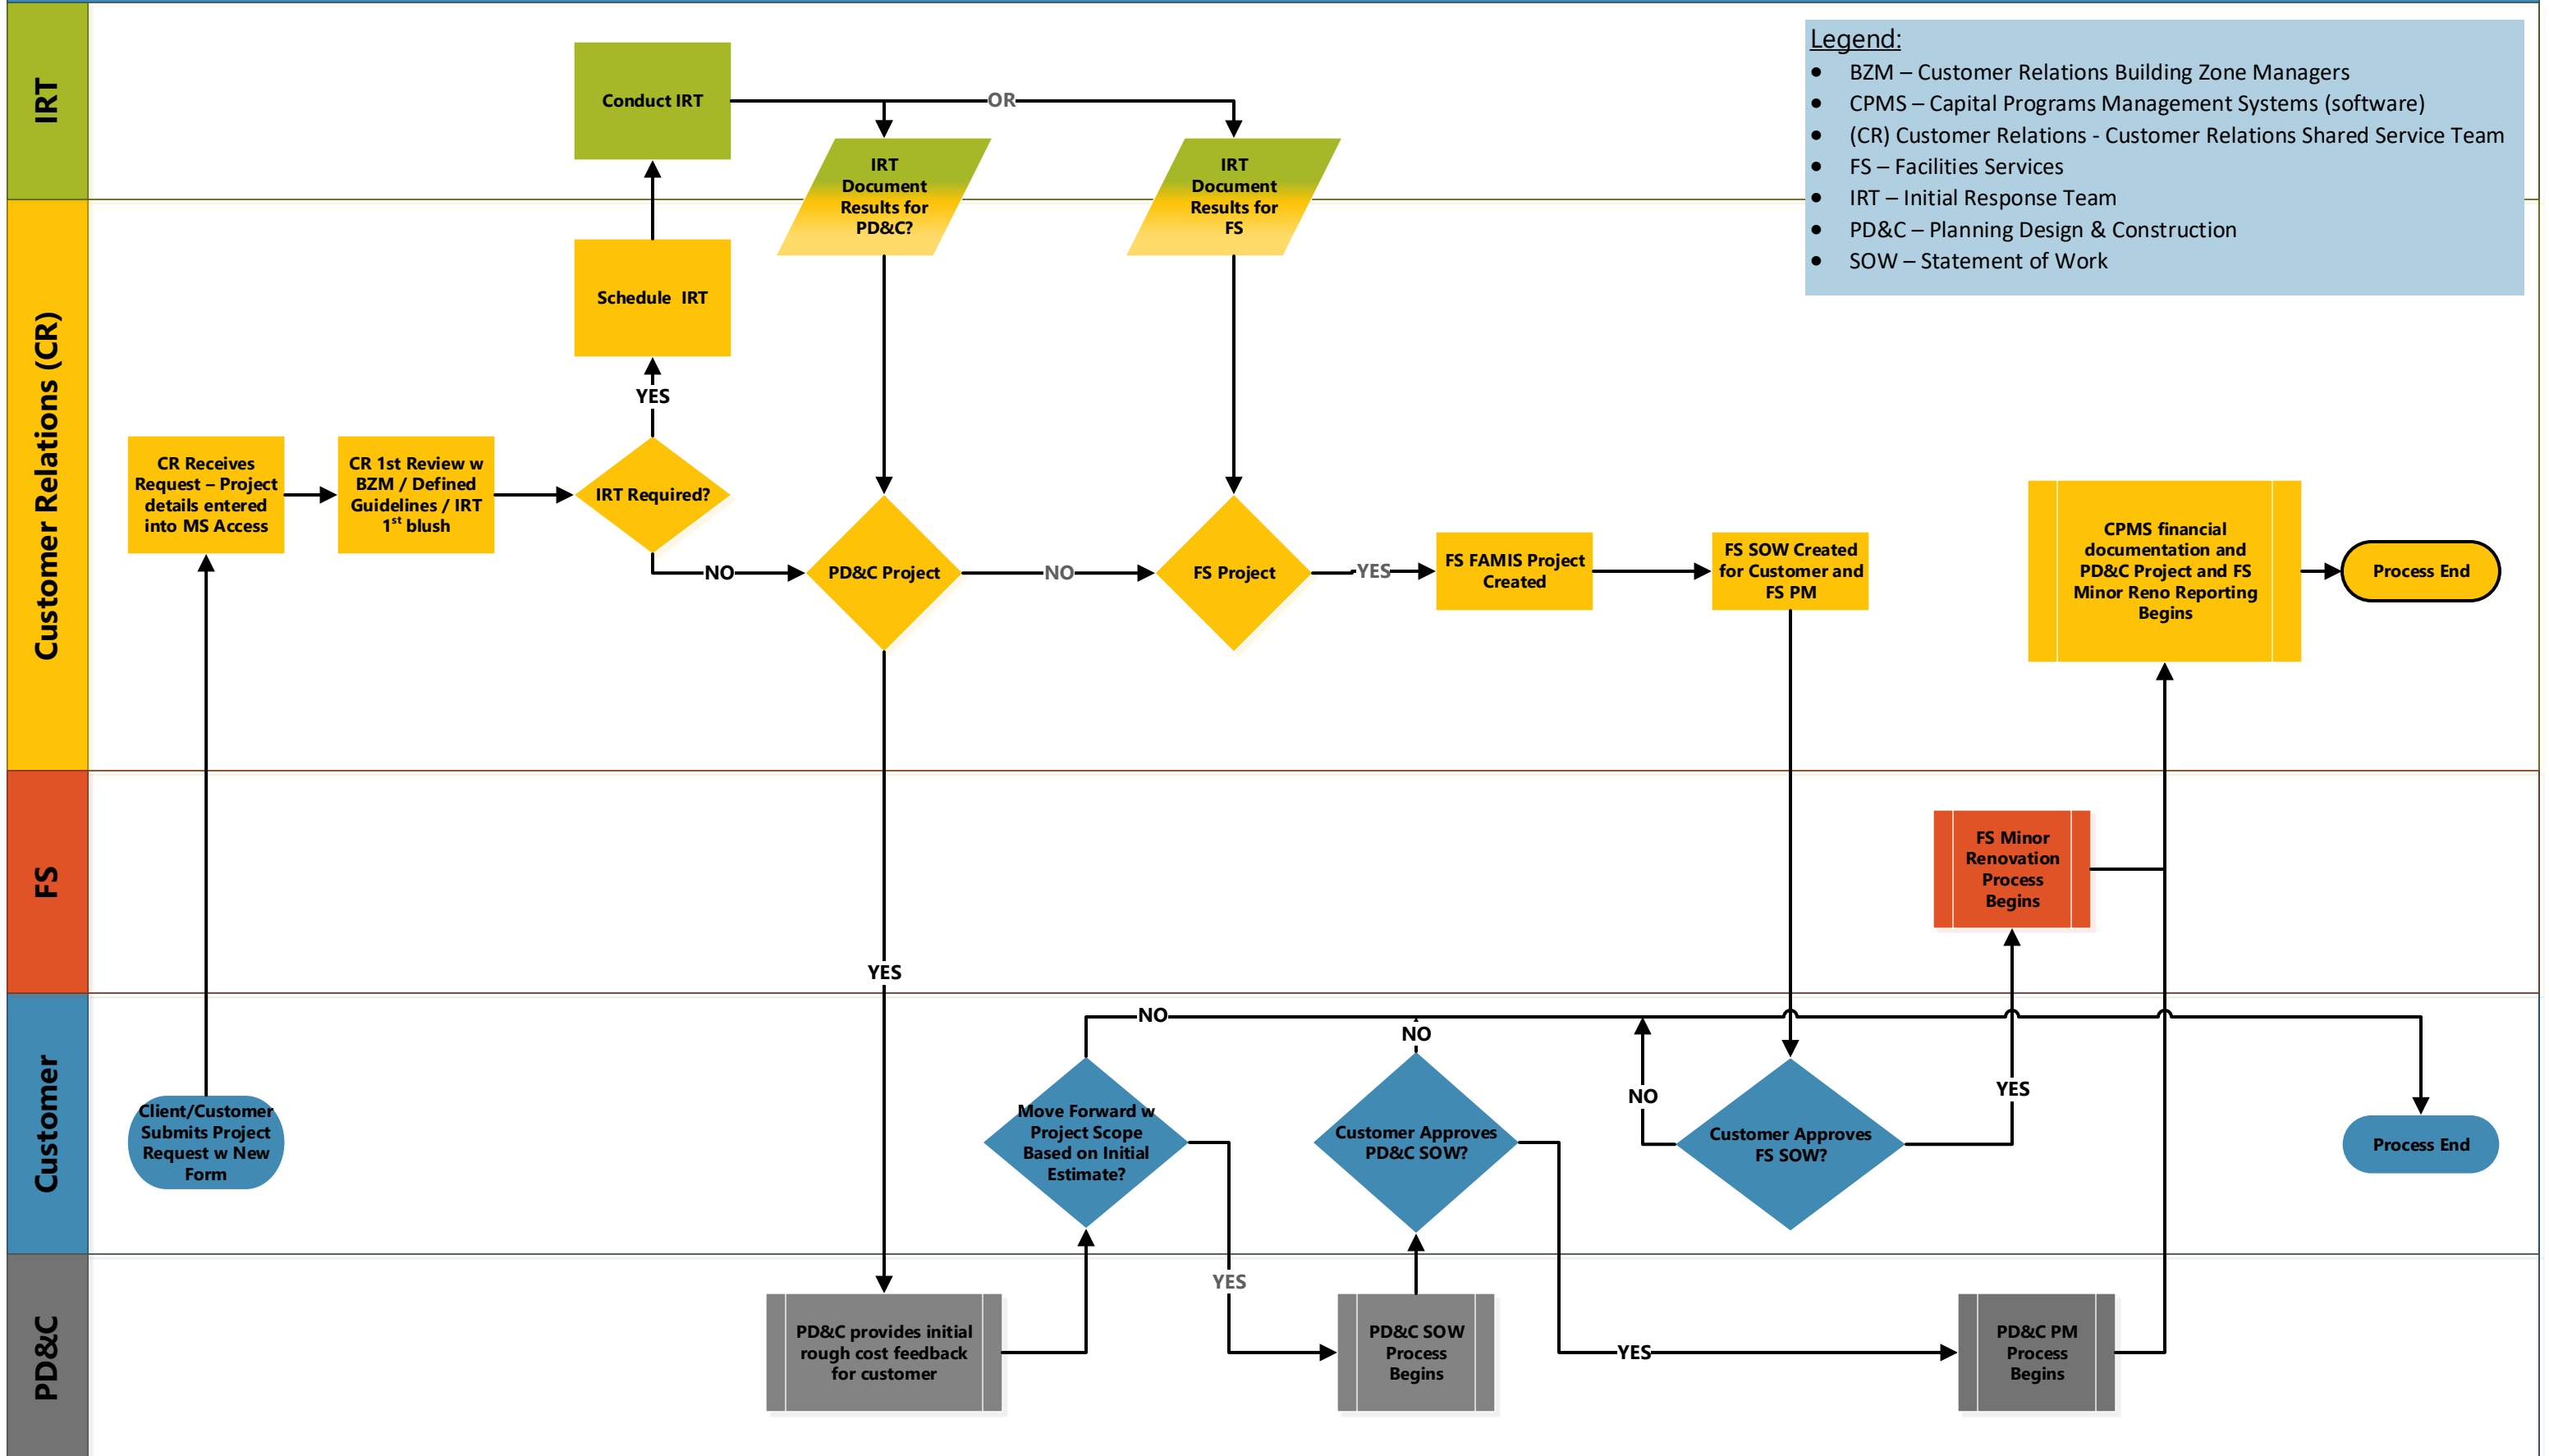 IRT
Conduct IRT
OR
IRT
Document
Results for
PD&C?
IRT
Document
Results for
FS
Legend:
• BZM – Customer Relations Building Zone Managers
• CPMS – Capital Programs Management Systems (software)
• (CR) Customer Relations - Customer Relations Shared Service Team
• FS – Facilities Services
• IRT – Initial Response Team
• PD&C – Planning Design & Construction
• SOW – Statement of Work
Customer Relations (CR)
Schedule IRT
YES
CR Receives
Request – Project
details entered
into MS Access
CR 1st Review w
BZM / Defined
Guidelines / IRT
1st blush
IRT Required?
NO
PD&C Project
NO
FS Project
YES
FS FAMIS Project
Created
FS SOW Created
for Customer and
FS PM
CPMS financial
documentation and
PD&C Project and FS
Minor Reno Reporting
Begins
Process End
FS
YES
FS Minor
Renovation
Process
Begins
Customer
Client/Customer
Submits Project
Request w New
Form
NO
Move Forward w
Project Scope
Based on Initial
Estimate?
NO
Customer Approves
PD&C SOW?
NO
Customer Approves
FS SOW?
YES
Process End
PD&C
PD&C provides initial
rough cost feedback
for customer
YES
PD&C SOW
Process
Begins
YES
PD&C PM
Process
Begins